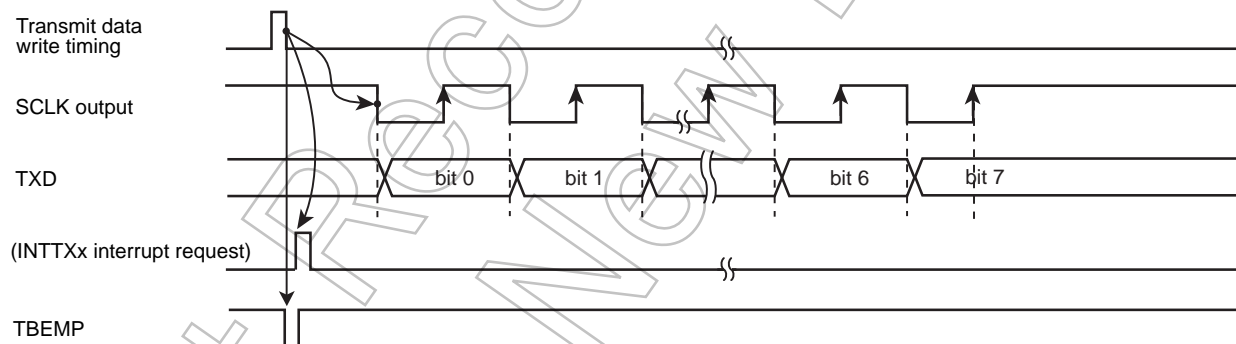 Transmit data
write timing
SCLK output
TXD
bit 0
bit 1
bit 6
bit 7
(INTTXx interrupt request)
TBEMP
New